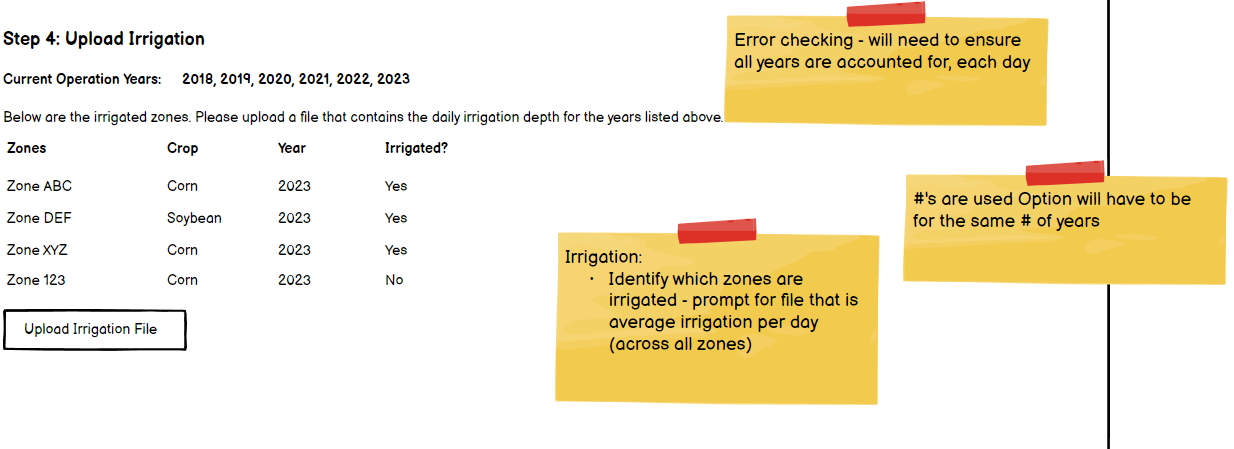 Step 4: Upload Irrigation
Current Operation Years: 2018, 2019, 2020, 2021, 2022, 2023
Below are the irrigated zones. Please upload a file that contains the daily irrigation depth for the years listed above.
Zones Crop Year Irrigated?
Zone ABC Corn 2023 Yes
Zone DEF Soybean 2023 Yes
Zone XYZ Corn 2023 Yes
Zone 123 Corn 2023 No
Upload Irrigation File
Error checking - will need to ensure
all years are accounted for, each day
#'s are used Option will have to be
for the same # of years
Irrigation:
• Identify which zones are
irrigated - prompt for file that is
average irrigation per day
(across all zones)